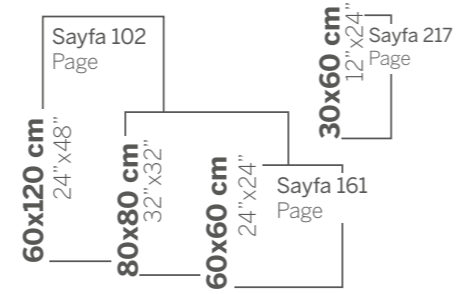 Sayfa 102
Page
60x120 cm
24"x48"
80x80 cm
32"x32"
60x60 cm
24"x24"
Sayfa 161
Page
30x60 cm
12"x24"
Sayfa 217
Page